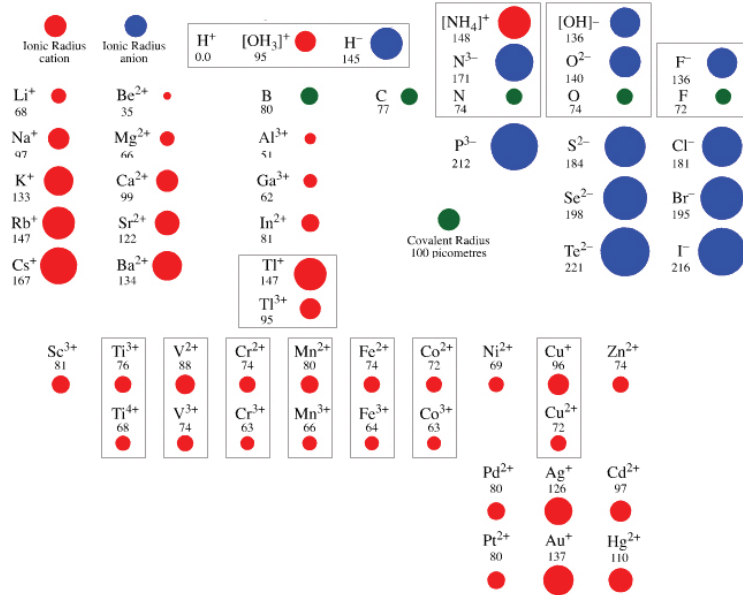 Ionic Radius
cation
Ionic Radius
anion
H⁺ [OH₃]⁺ H⁻
0.0 95 145
[NH₄]⁺
148
N³⁻
171
N
74
[OH]⁻
136
O²⁻
140
O
74
F⁻
136
F
72
Li⁺ Be²⁺ B C
68 35 80 77
Na⁺ Mg²⁺ Al³⁺ P³⁻ S²⁻ Cl⁻
97 66 51 212 184 181
K⁺ Ca²⁺ Ga³⁺ Se²⁻ Br⁻
133 99 62 198 195
Rb⁺ Sr²⁺ In²⁺
147 122 81
Covalent Radius
100 picometres
Cs⁺ Ba²⁺ Tl⁺ Te²⁻ I⁻
167 134 147 221 216
Tl³⁺
95
Sc³⁺ Ti³⁺ V²⁺ Cr²⁺ Mn²⁺ Fe²⁺ Co²⁺ Ni²⁺ Cu⁺ Zn²⁺
81 76 88 74 80 74 72 69 96 74
Ti⁴⁺ V³⁺ Cr³⁺ Mn³⁺ Fe³⁺ Co³⁺ Cu²⁺
68 74 63 66 64 63 72
Pd²⁺ Ag⁺ Cd²⁺
80 126 97
Pt²⁺ Au⁺ Hg²⁺
80 137 110